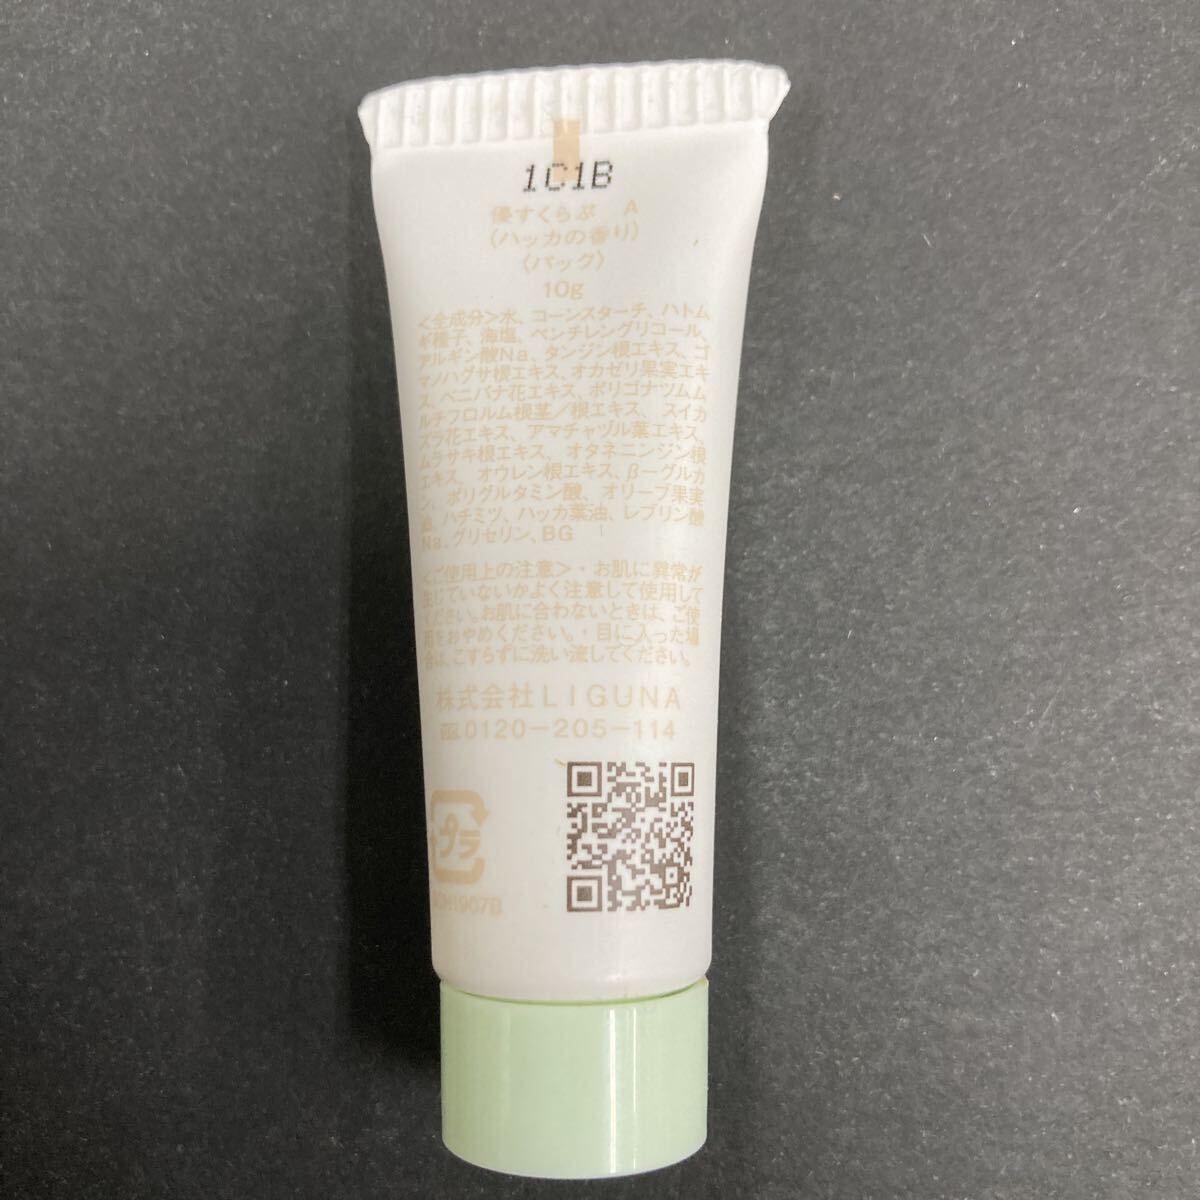 1C1B
優すくらぶ A
(ハッカの香り)
〈パック〉
10g
<全成分>水、コーンスターチ、ハトム
ギ種子、海塩、ペンチレングリコール、
アルギン酸Na、タンジン根エキス、ゴ
マノハグサ根エキス、オカゼリ果実エキ
ス、ベニバナ花エキス、ポリゴナツムム
ルチフロルム根茎/根エキス、スイカ
ズラ花エキス、アマチャヅル葉エキス、
ムラサキ根エキス、オタネニンジン根
エキス、オウレン根エキス、β-グルカ
ン、ポリグルタミン酸、オリーブ果実
油、ハチミツ、ハッカ葉油、レブリン酸
Na、グリセリン、BG
<ご使用上の注意>・お肌に異常が
生じていないかよく注意して使用して
ください。お肌に合わないときは、ご使
用をおやめください。・目に入った場
合は、こすらずに洗い流してください。
株式会社LIGUNA
0120-205-114
プラ